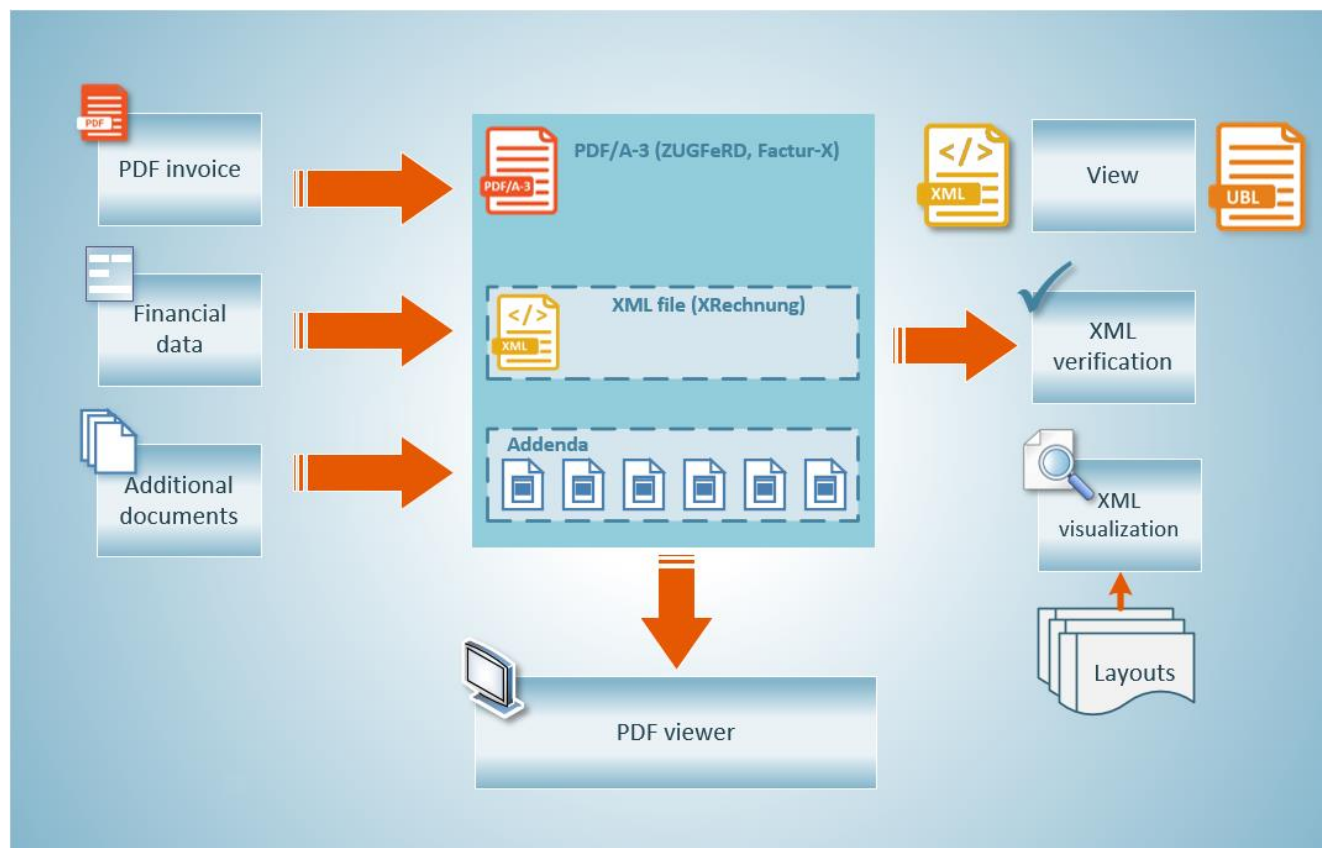 PDF
PDF invoice
Financial
data
Additional
documents
PDF/A-3
PDF/A-3 (ZUGFeRD, Factur-X)
XML
XML file (XRechnung)
Addenda
PDF viewer
XML
View
UBL
XML
verification
XML
visualization
Layouts